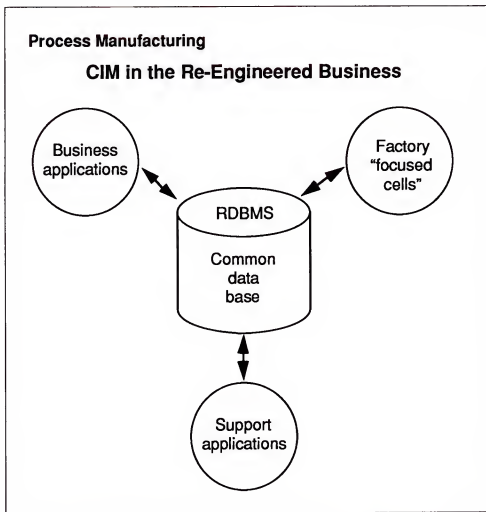 Process Manufacturing
CIM in the Re-Engineered Business
Business
applications
Factory
“focused
cells”
RDBMS
Common
data
base
Support
applications